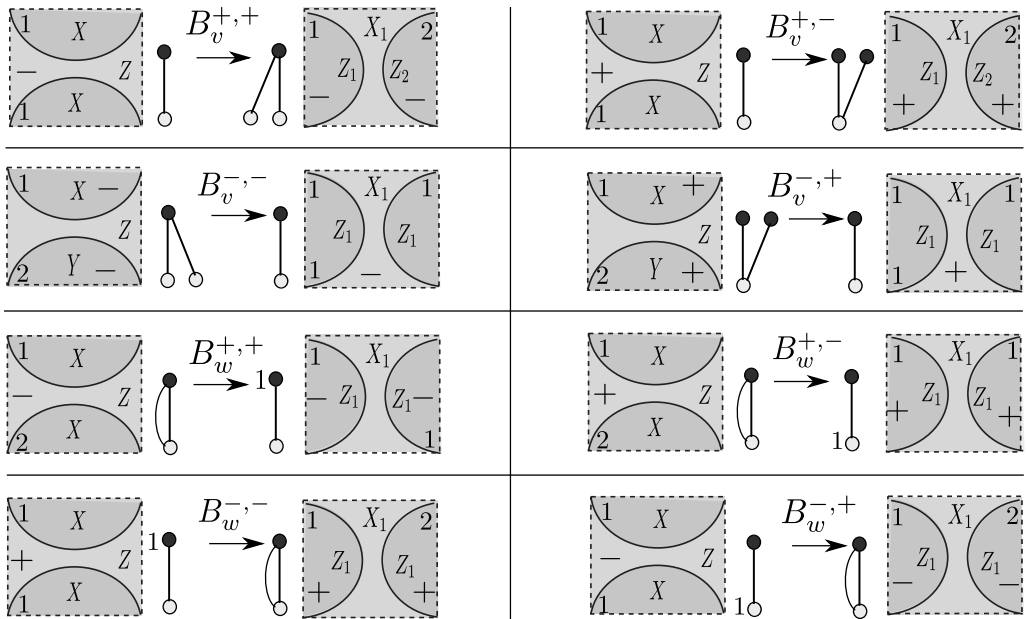 1 X − Z 1 X B_v^{+,+} 1 X_1 2 Z_1 Z_2 − −
1 X + Z 1 X B_v^{+,-} 1 X_1 2 Z_1 Z_2 + +
1 X − Z 2 Y − B_v^{-,-} 1 X_1 1 Z_1 Z_1 1 −
1 X + Z 2 Y + B_v^{-,+} 1 X_1 1 Z_1 Z_1 1 +
1 X − Z 2 X B_w^{+,+} 1 1 X_1 − Z_1 Z_1 − 1
1 X + Z 2 X B_w^{+,-} 1 1 X_1 1 Z_1 Z_1 + +
1 X + Z 1 X 1 B_w^{-,-} 1 X_1 2 Z_1 Z_1 + +
1 X − Z 1 X 1 B_w^{-,+} 1 X_1 2 Z_1 Z_1 − −